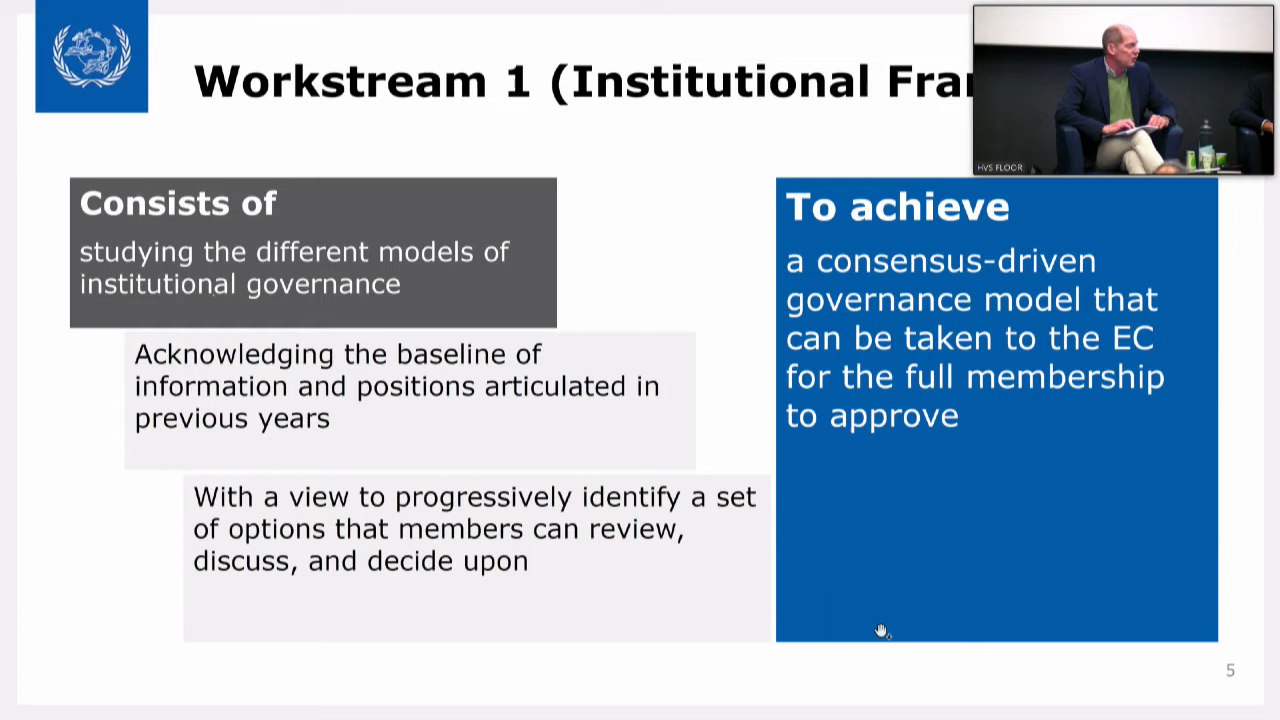 Workstream 1 (Institutional Fra
HVS FLOOR
Consists of
studying the different models of
institutional governance
Acknowledging the baseline of
information and positions articulated in
previous years
With a view to progressively identify a set
of options that members can review,
discuss, and decide upon
To achieve
a consensus-driven
governance model that
can be taken to the EC
for the full membership
to approve
5